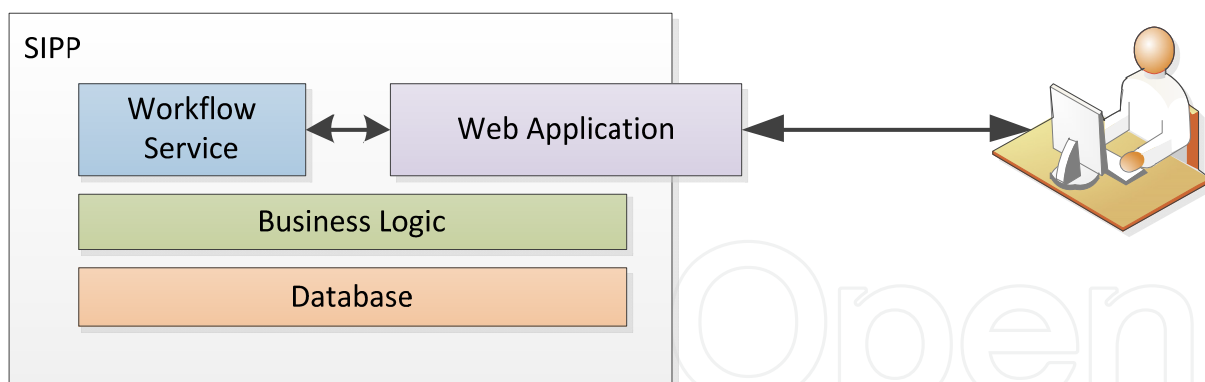 SIPP
Workflow
Service
Web Application
Business Logic
Database
Open